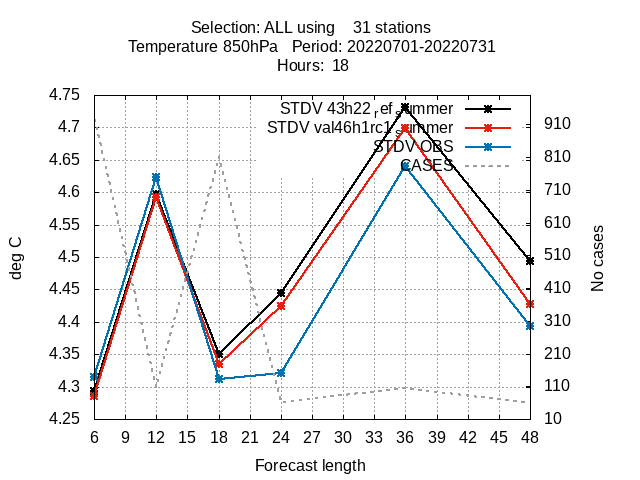 Selection: ALL using 31 stations
Temperature 850hPa Period: 20220701-20220731
Hours: 18
STDV 43h22_ref_summer
STDV val46h1rc1_summer
STDV OBS
CASES
4.75
4.7
4.65
4.6
4.55
4.5
4.45
4.4
4.35
4.3
4.25
deg C
910
810
710
610
510
410
310
210
110
10
No cases
6 9 12 15 18 21 24 27 30 33 36 39 42 45 48
Forecast length